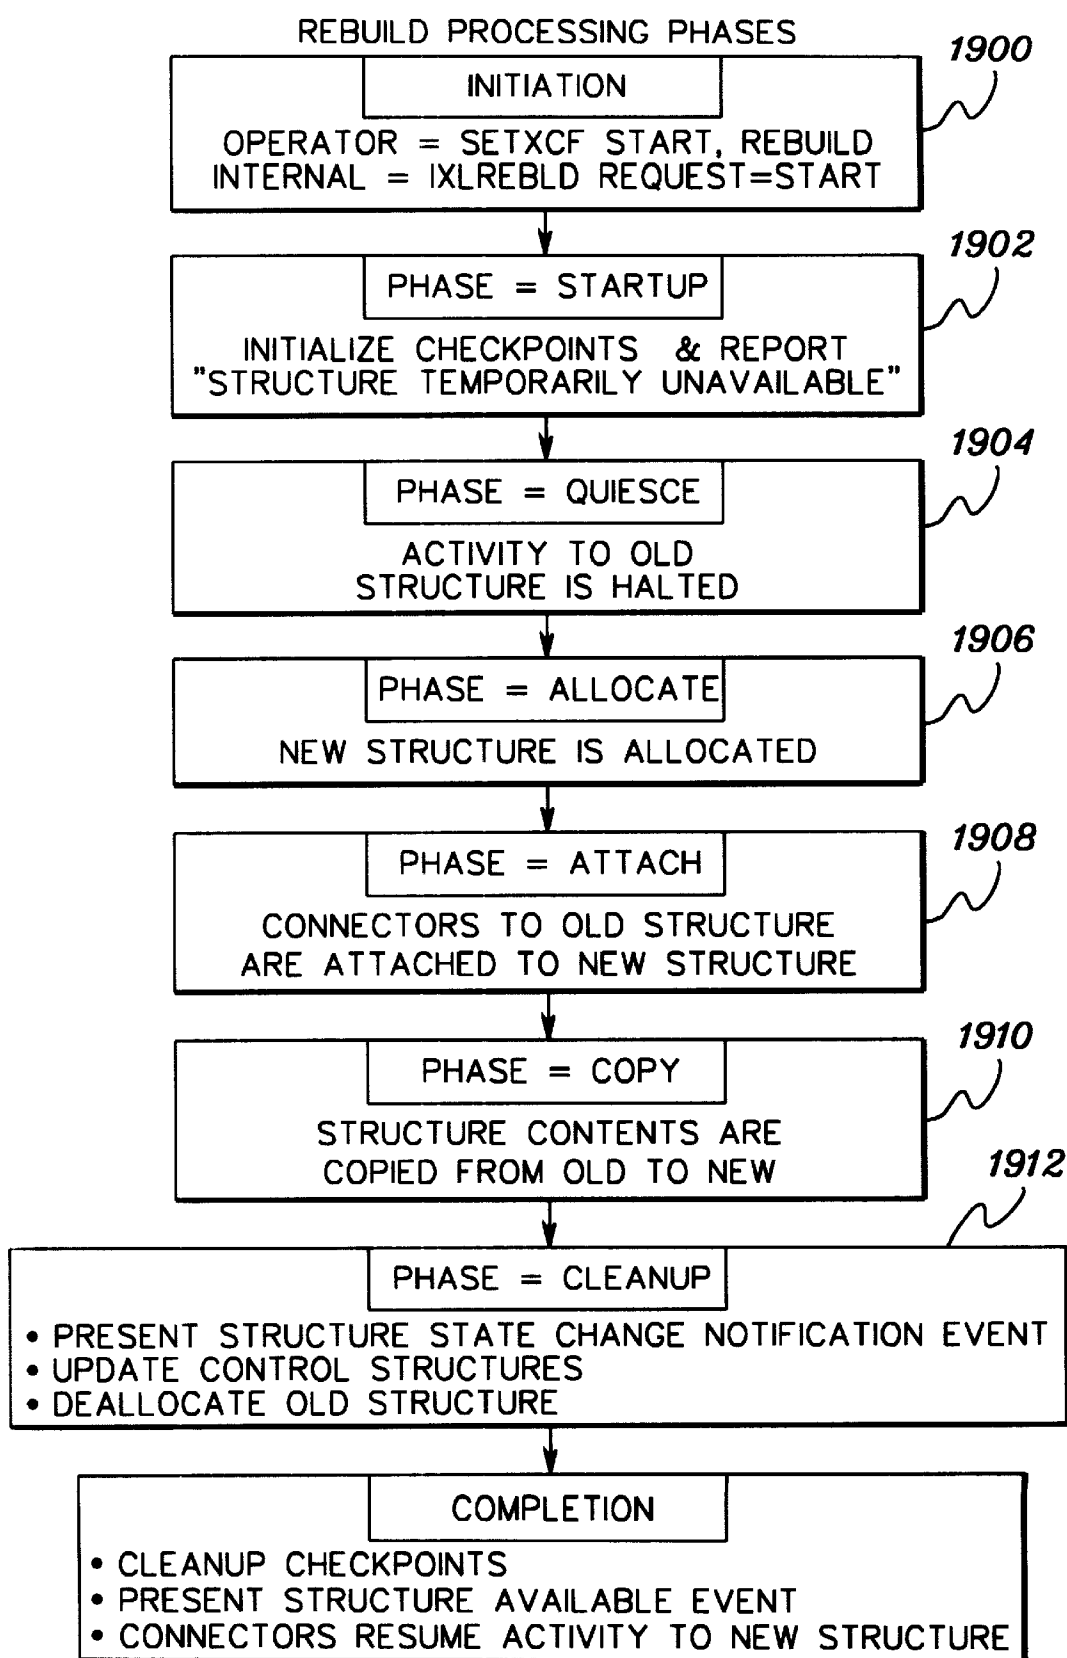 REBUILD PROCESSING PHASES
1900
INITIATION
OPERATOR = SETXCF START, REBUILD
INTERNAL = IXLREBLD REQUEST=START
1902
PHASE = STARTUP
INITIALIZE CHECKPOINTS & REPORT
"STRUCTURE TEMPORARILY UNAVAILABLE"
1904
PHASE = QUIESCE
ACTIVITY TO OLD
STRUCTURE IS HALTED
1906
PHASE = ALLOCATE
NEW STRUCTURE IS ALLOCATED
1908
PHASE = ATTACH
CONNECTORS TO OLD STRUCTURE
ARE ATTACHED TO NEW STRUCTURE
1910
PHASE = COPY
STRUCTURE CONTENTS ARE
COPIED FROM OLD TO NEW
1912
PHASE = CLEANUP
• PRESENT STRUCTURE STATE CHANGE NOTIFICATION EVENT
• UPDATE CONTROL STRUCTURES
• DEALLOCATE OLD STRUCTURE
COMPLETION
• CLEANUP CHECKPOINTS
• PRESENT STRUCTURE AVAILABLE EVENT
• CONNECTORS RESUME ACTIVITY TO NEW STRUCTURE